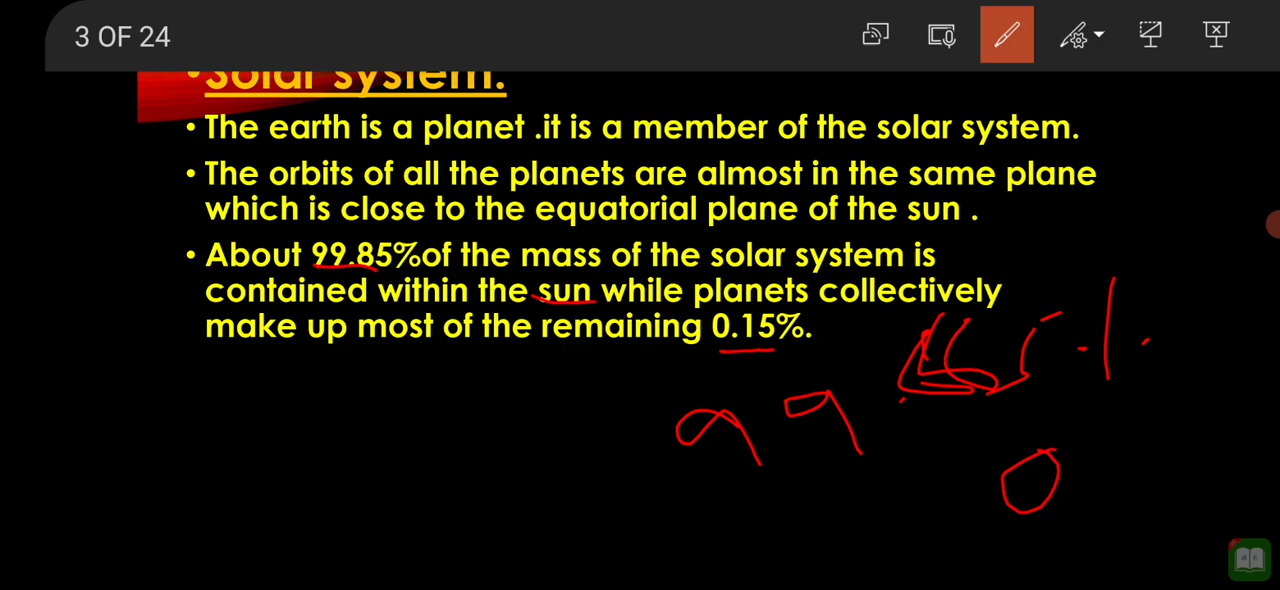 3 OF 24
•Solar system.
• The earth is a planet .it is a member of the solar system.
• The orbits of all the planets are almost in the same plane
which is close to the equatorial plane of the sun .
• About 99.85%of the mass of the solar system is
contained within the sun while planets collectively
make up most of the remaining 0.15%.
99
0